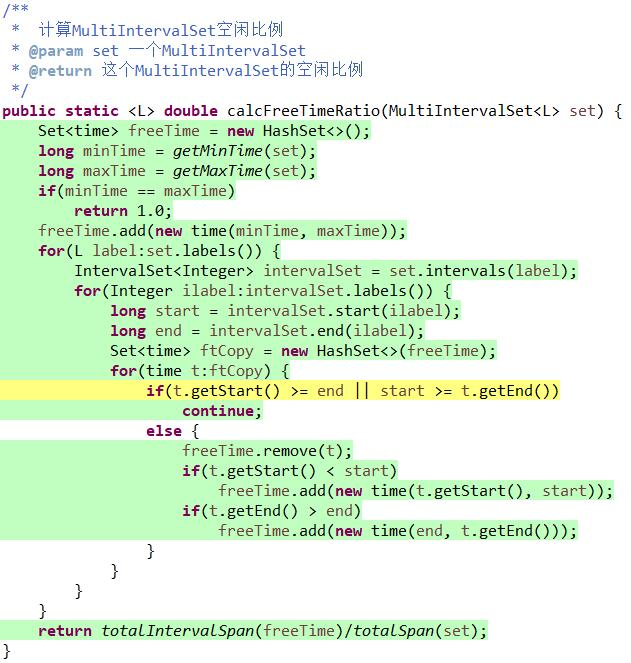 /**
 *  计算MultiIntervalSet空闲比例
 * @param set 一个MultiIntervalSet
 * @return 这个MultiIntervalSet的空闲比例
 */
public static <L> double calcFreeTimeRatio(MultiIntervalSet<L> set) {
    Set<time> freeTime = new HashSet<>();
    long minTime = getMinTime(set);
    long maxTime = getMaxTime(set);
    if(minTime == maxTime)
        return 1.0;
    freeTime.add(new time(minTime, maxTime));
    for(L label:set.labels()) {
        IntervalSet<Integer> intervalSet = set.intervals(label);
        for(Integer ilabel:intervalSet.labels()) {
            long start = intervalSet.start(ilabel);
            long end = intervalSet.end(ilabel);
            Set<time> ftCopy = new HashSet<>(freeTime);
            for(time t:ftCopy) {
                if(t.getStart() >= end || start >= t.getEnd())
                    continue;
                else {
                    freeTime.remove(t);
                    if(t.getStart() < start)
                        freeTime.add(new time(t.getStart(), start));
                    if(t.getEnd() > end)
                        freeTime.add(new time(end, t.getEnd()));
                }
            }
        }
    }
    return totalIntervalSpan(freeTime)/totalSpan(set);
}